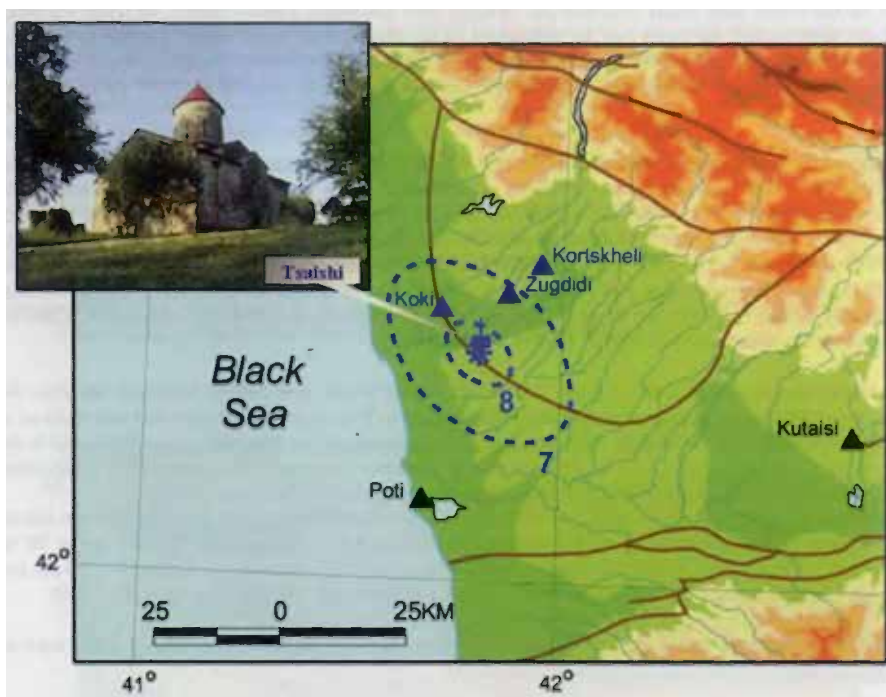 Tsaishi
Kortskheli
Zugdidi
Koki
Black
Sea
8
7
Kutaisi
Poti
42°
25 0 25KM
41° 42°